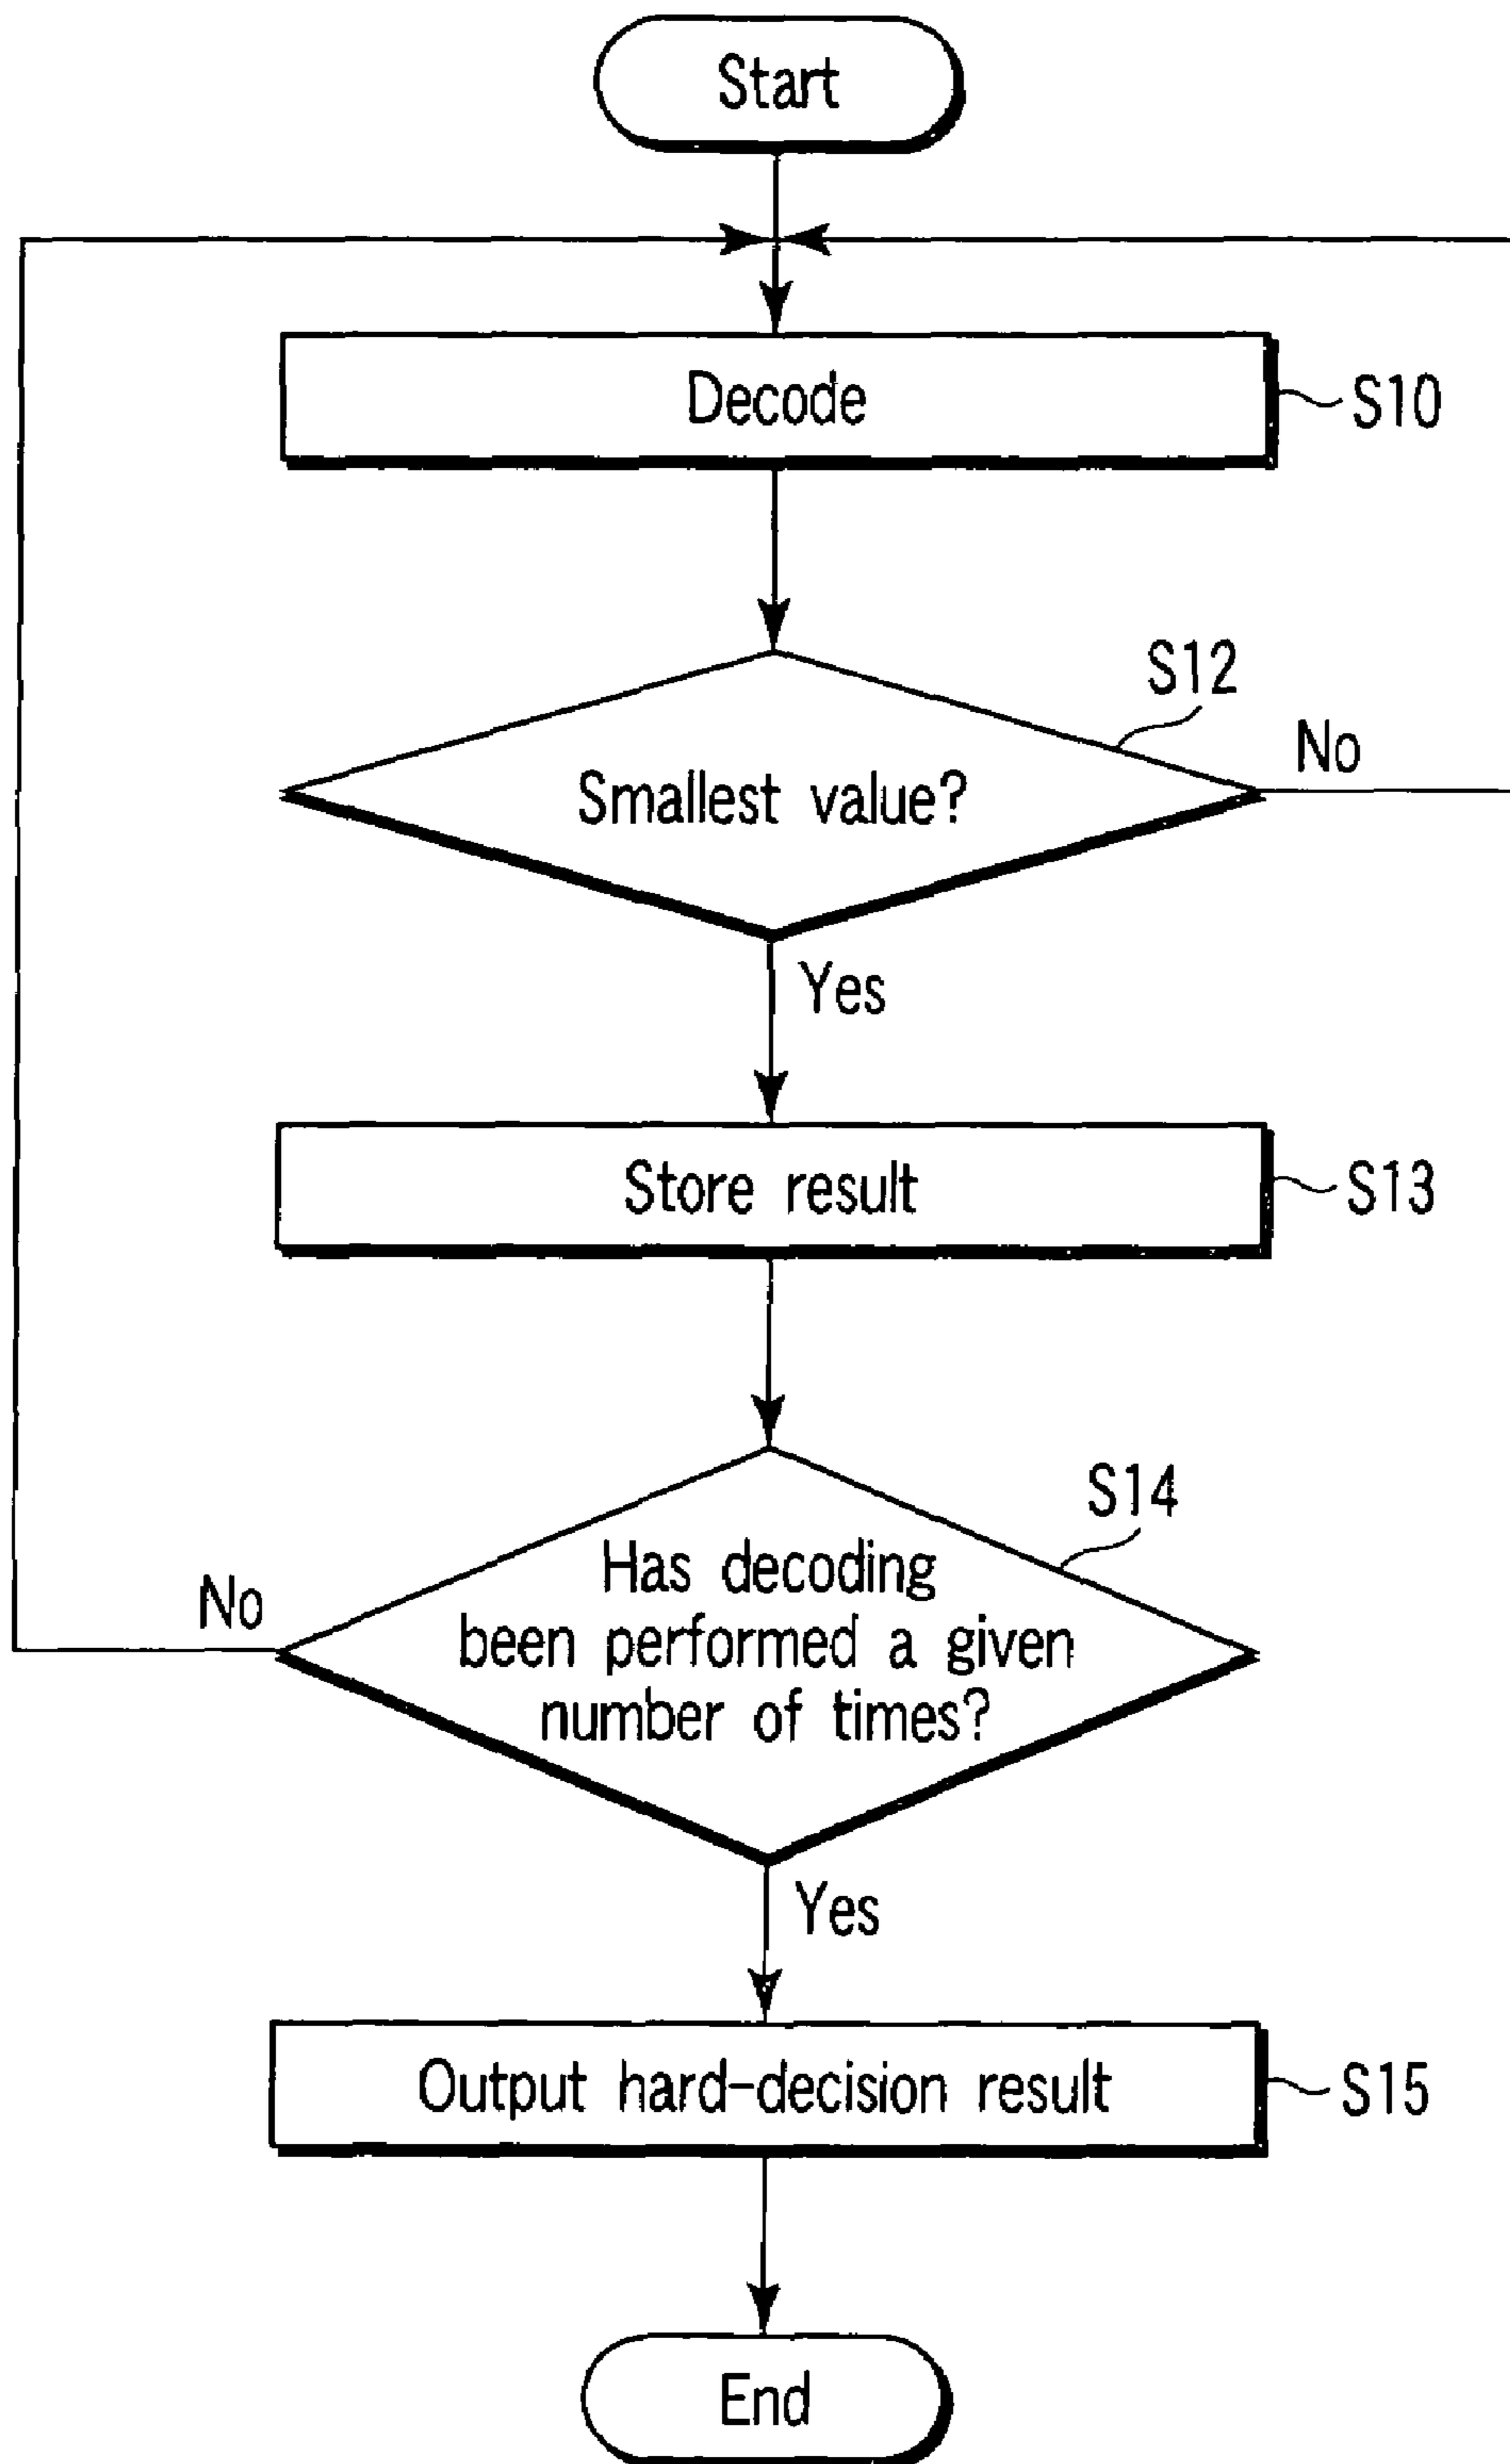 Start
Decode
S10
S12
No
Smallest value?
Yes
Store result
S13
S14
No
Has decoding
been performed a given
number of times?
Yes
Output hard-decision result
S15
End